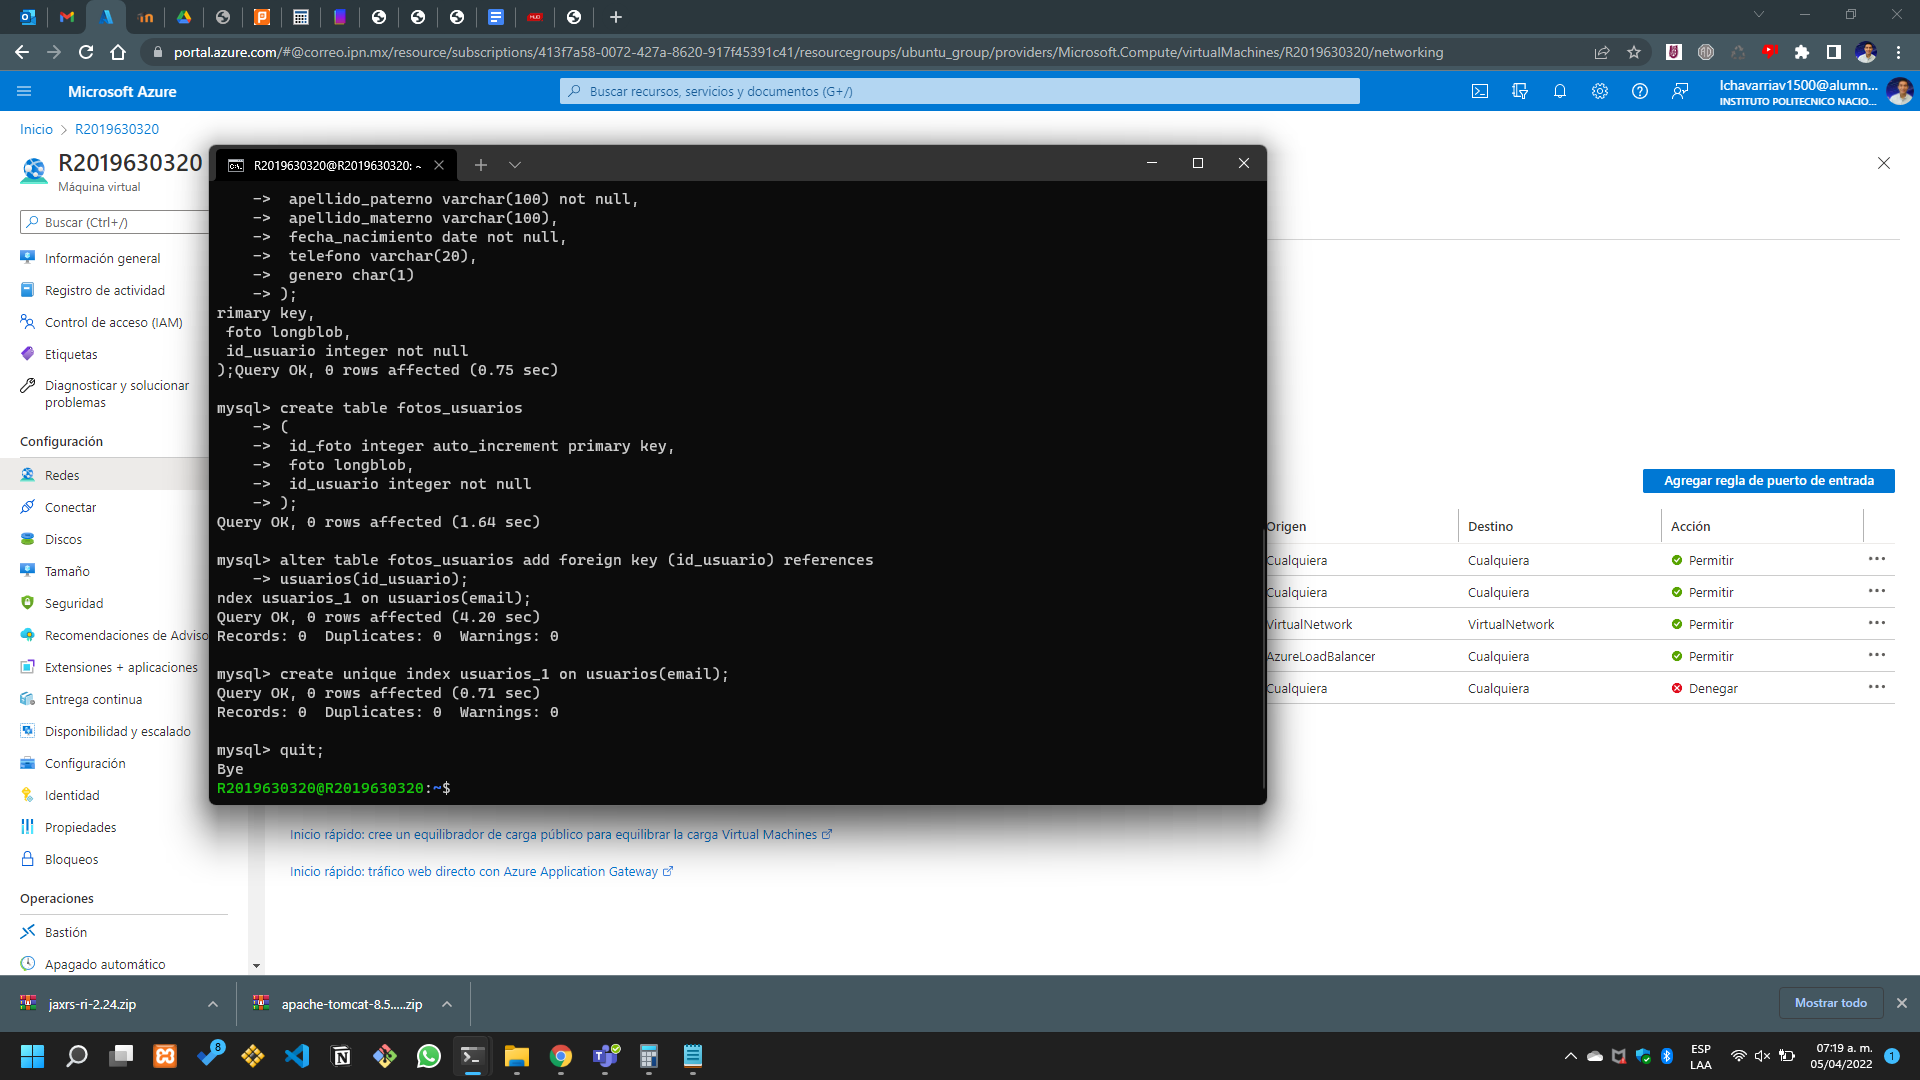 portal.azure.com/#@correo.ipn.mx/resource/subscriptions/413f7a58-0072-427a-8620-917f45391c41/resourcegroups/ubuntu_group/providers/Microsoft.Compute/virtualMachines/R2019630320/networking
Microsoft Azure
Buscar recursos, servicios y documentos (G+/)
lchavarriav1500@alumn...
INSTITUTO POLITECNICO NACIO...
Inicio > R2019630320
R2019630320
Máquina virtual
Buscar (Ctrl+/)
Información general
Registro de actividad
Control de acceso (IAM)
Etiquetas
Diagnosticar y solucionar
problemas
Configuración
Redes
Conectar
Discos
Tamaño
Seguridad
Recomendaciones de Adviso
Extensiones + aplicaciones
Entrega continua
Disponibilidad y escalado
Configuración
Identidad
Propiedades
Bloqueos
Operaciones
Bastión
Apagado automático
R2019630320@R2019630320: ~
-> apellido_paterno varchar(100) not null,
-> apellido_materno varchar(100),
-> fecha_nacimiento date not null,
-> telefono varchar(20),
-> genero char(1)
-> );
rimary key,
foto longblob,
id_usuario integer not null
);Query OK, 0 rows affected (0.75 sec)
mysql> create table fotos_usuarios
-> (
-> id_foto integer auto_increment primary key,
-> foto longblob,
-> id_usuario integer not null
-> );
Query OK, 0 rows affected (1.64 sec)
mysql> alter table fotos_usuarios add foreign key (id_usuario) references
-> usuarios(id_usuario);
ndex usuarios_1 on usuarios(email);
Query OK, 0 rows affected (4.20 sec)
Records: 0 Duplicates: 0 Warnings: 0
mysql> create unique index usuarios_1 on usuarios(email);
Query OK, 0 rows affected (0.71 sec)
Records: 0 Duplicates: 0 Warnings: 0
mysql> quit;
Bye
R2019630320@R2019630320:~$
Agregar regla de puerto de entrada
Origen Destino Acción
Cualquiera Cualquiera Permitir
Cualquiera Cualquiera Permitir
VirtualNetwork VirtualNetwork Permitir
AzureLoadBalancer Cualquiera Permitir
Cualquiera Cualquiera Denegar
Inicio rápido: cree un equilibrador de carga público para equilibrar la carga Virtual Machines
Inicio rápido: tráfico web directo con Azure Application Gateway
jaxrs-ri-2.24.zip
apache-tomcat-8.5.....zip
Mostrar todo
8
ESP
LAA
07:19 a. m.
05/04/2022
1